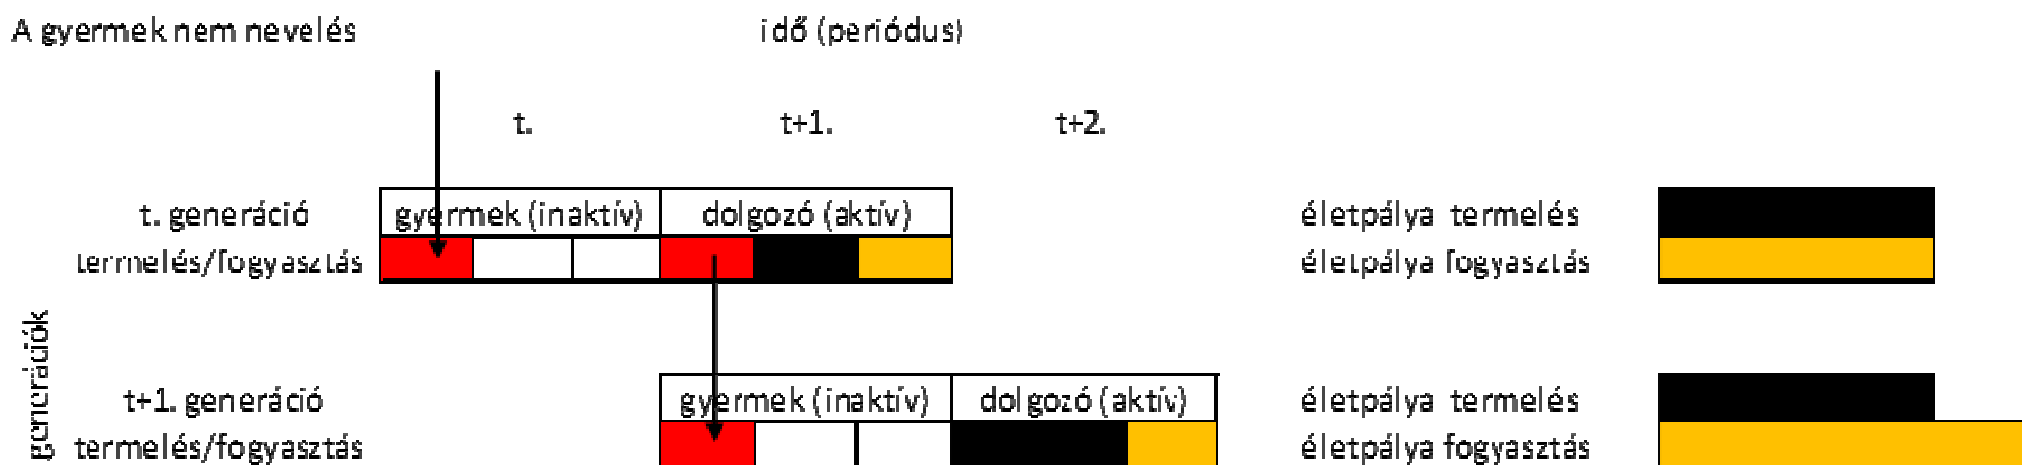 A gyermek nem nevelés
idő (periódus)
t. t+1. t+2.
t. generáció gyermek (inaktív) dolgozó (aktív) életpálya termelés
termelés/fogyasztás életpálya fogyasztás
generációk
t+1. generáció gyermek (inaktív) dolgozó (aktív) életpálya termelés
termelés/fogyasztás életpálya fogyasztás